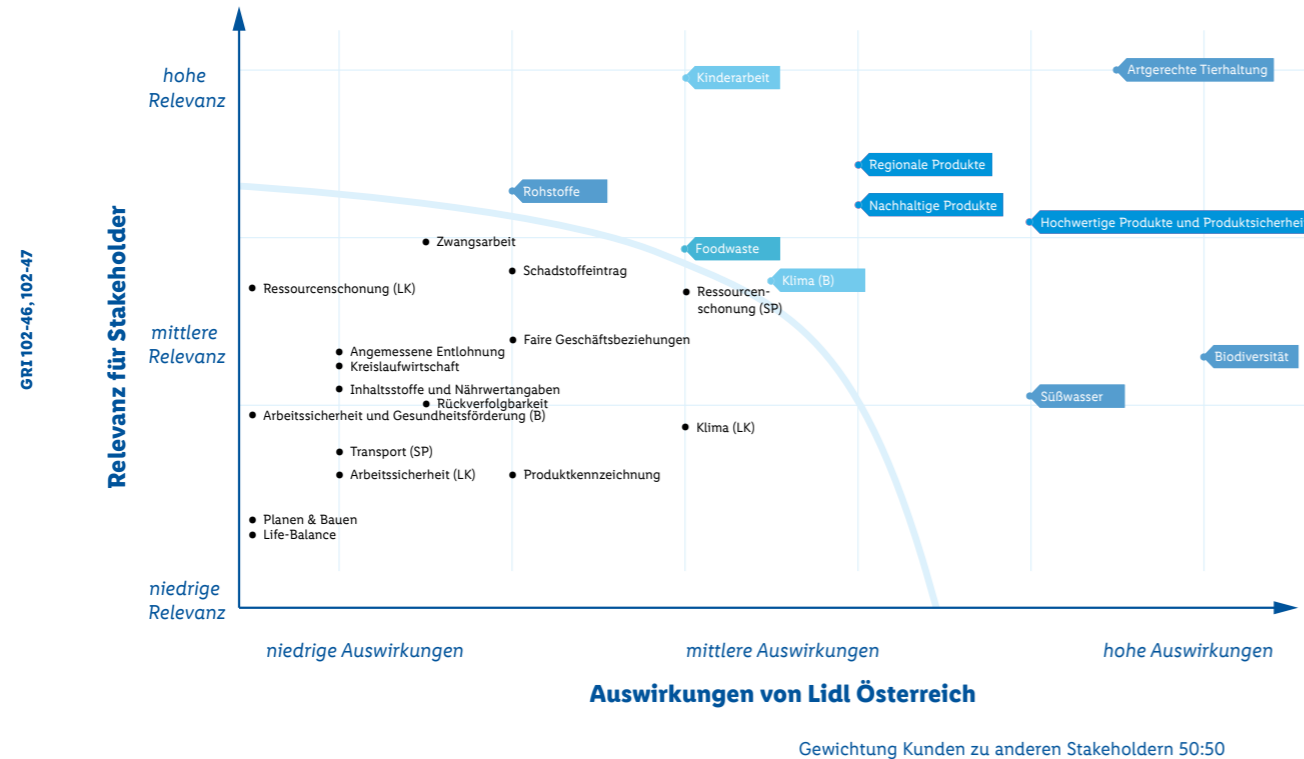 GRI 102-46, 102-47
Relevanz für Stakeholder
hohe
Relevanz
mittlere
Relevanz
niedrige
Relevanz
Artgerechte Tierhaltung
Kinderarbeit
Regionale Produkte
Rohstoffe
Nachhaltige Produkte
Hochwertige Produkte und Produktsicherheit
Zwangsarbeit
Foodwaste
Schadstoffeintrag
Klima (B)
Ressourcenschonung (LK)
Ressourcen-
schonung (SP)
Faire Geschäftsbeziehungen
Angemessene Entlohnung
Biodiversität
Kreislaufwirtschaft
Inhaltsstoffe und Nährwertangaben
Süßwasser
Rückverfolgbarkeit
Arbeitssicherheit und Gesundheitsförderung (B)
Klima (LK)
Transport (SP)
Arbeitssicherheit (LK)
Produktkennzeichnung
Planen & Bauen
Life-Balance
niedrige Auswirkungen
mittlere Auswirkungen
hohe Auswirkungen
Auswirkungen von Lidl Österreich
Gewichtung Kunden zu anderen Stakeholdern 50:50